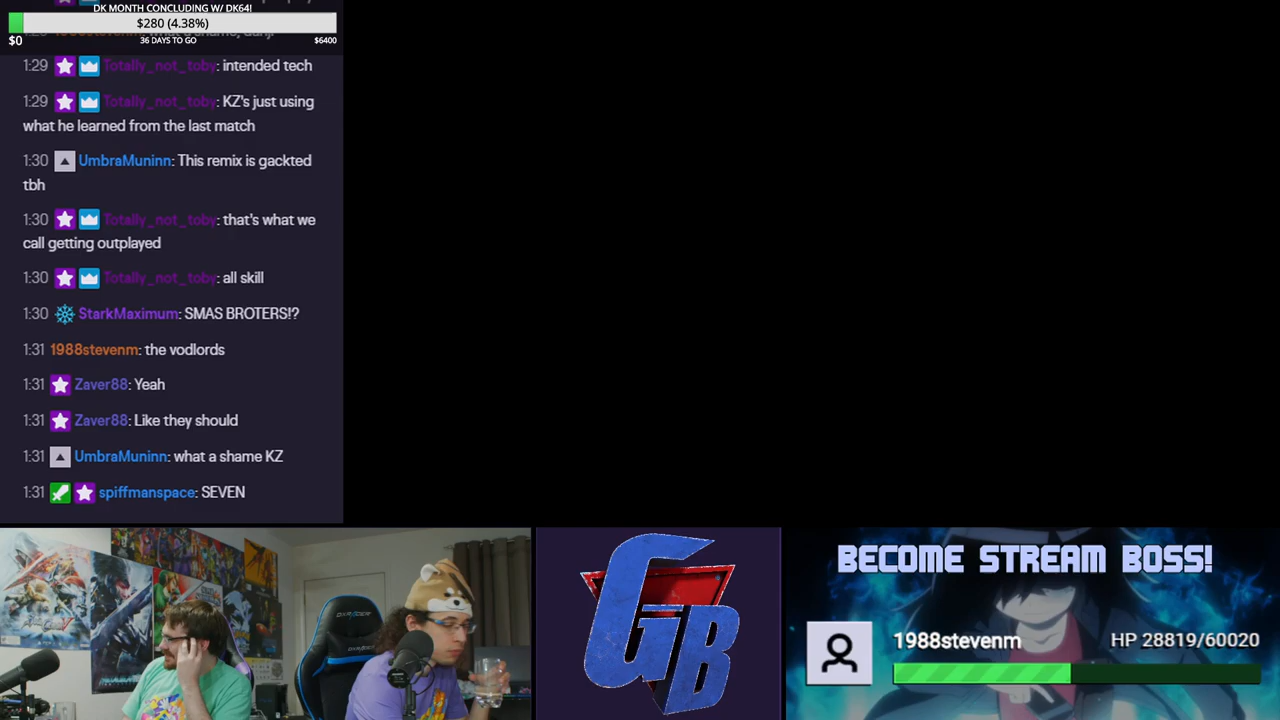 DK MONTH CONCLUDING W/ DK64!
$280 (4.38%)
$0
36 DAYS TO GO
$6400
1:29 Totally_not_toby: intended tech
1:29 Totally_not_toby: KZ's just using
what he learned from the last match
1:30 UmbraMuninn: This remix is gackted
tbh
1:30 Totally_not_toby: that's what we
call getting outplayed
1:30 Totally_not_toby: all skill
1:30 StarkMaximum: SMAS BROTERS!?
1:31 1988stevenm: the vodlords
1:31 Zaver88: Yeah
1:31 Zaver88: Like they should
1:31 UmbraMuninn: what a shame KZ
1:31 spiffmanspace: SEVEN
GB
BECOME STREAM BOSS!
1988stevenm
HP 28819/60020